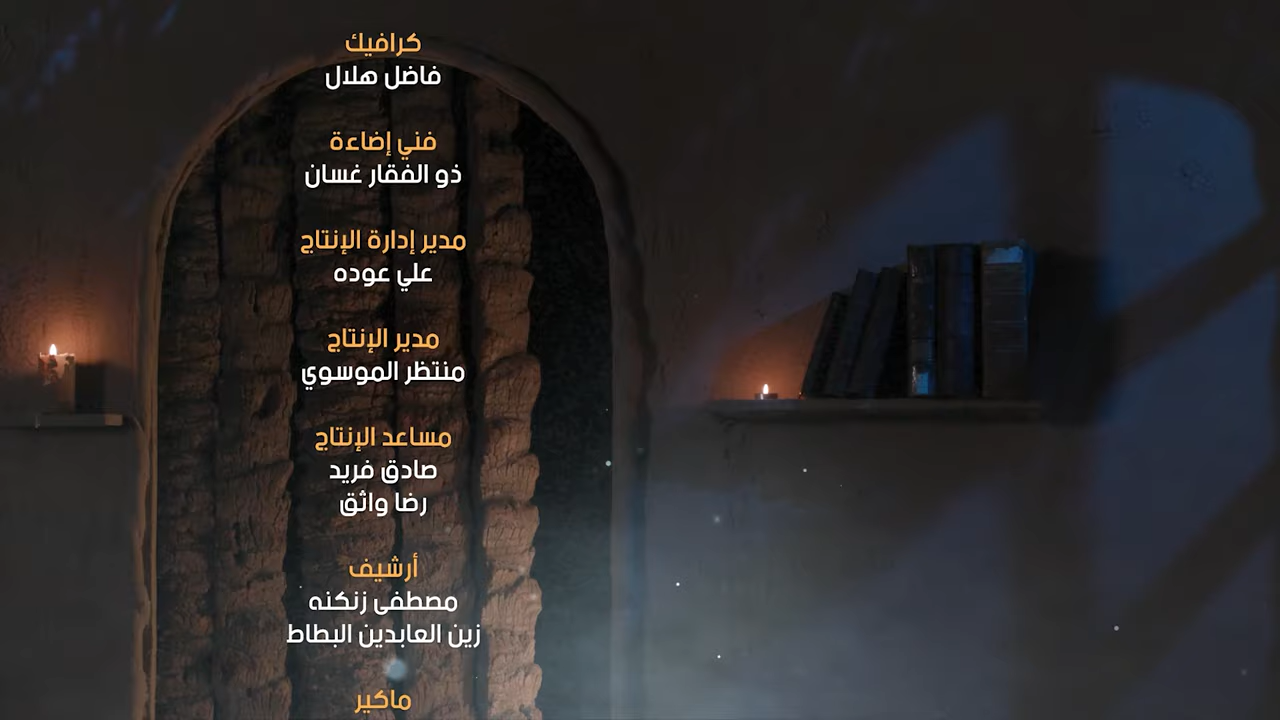 كرافيك
فاضل هلال
فني إضاءة
ذو الفقار غسان
مدير إدارة الإنتاج
علي عوده
مدير الإنتاج
منتظر الموسوي
مساعد الإنتاج
صادق فريد
رضا واثق
أرشيف
مصطفى زنكنه
زين العابدين البطاط
ماكير